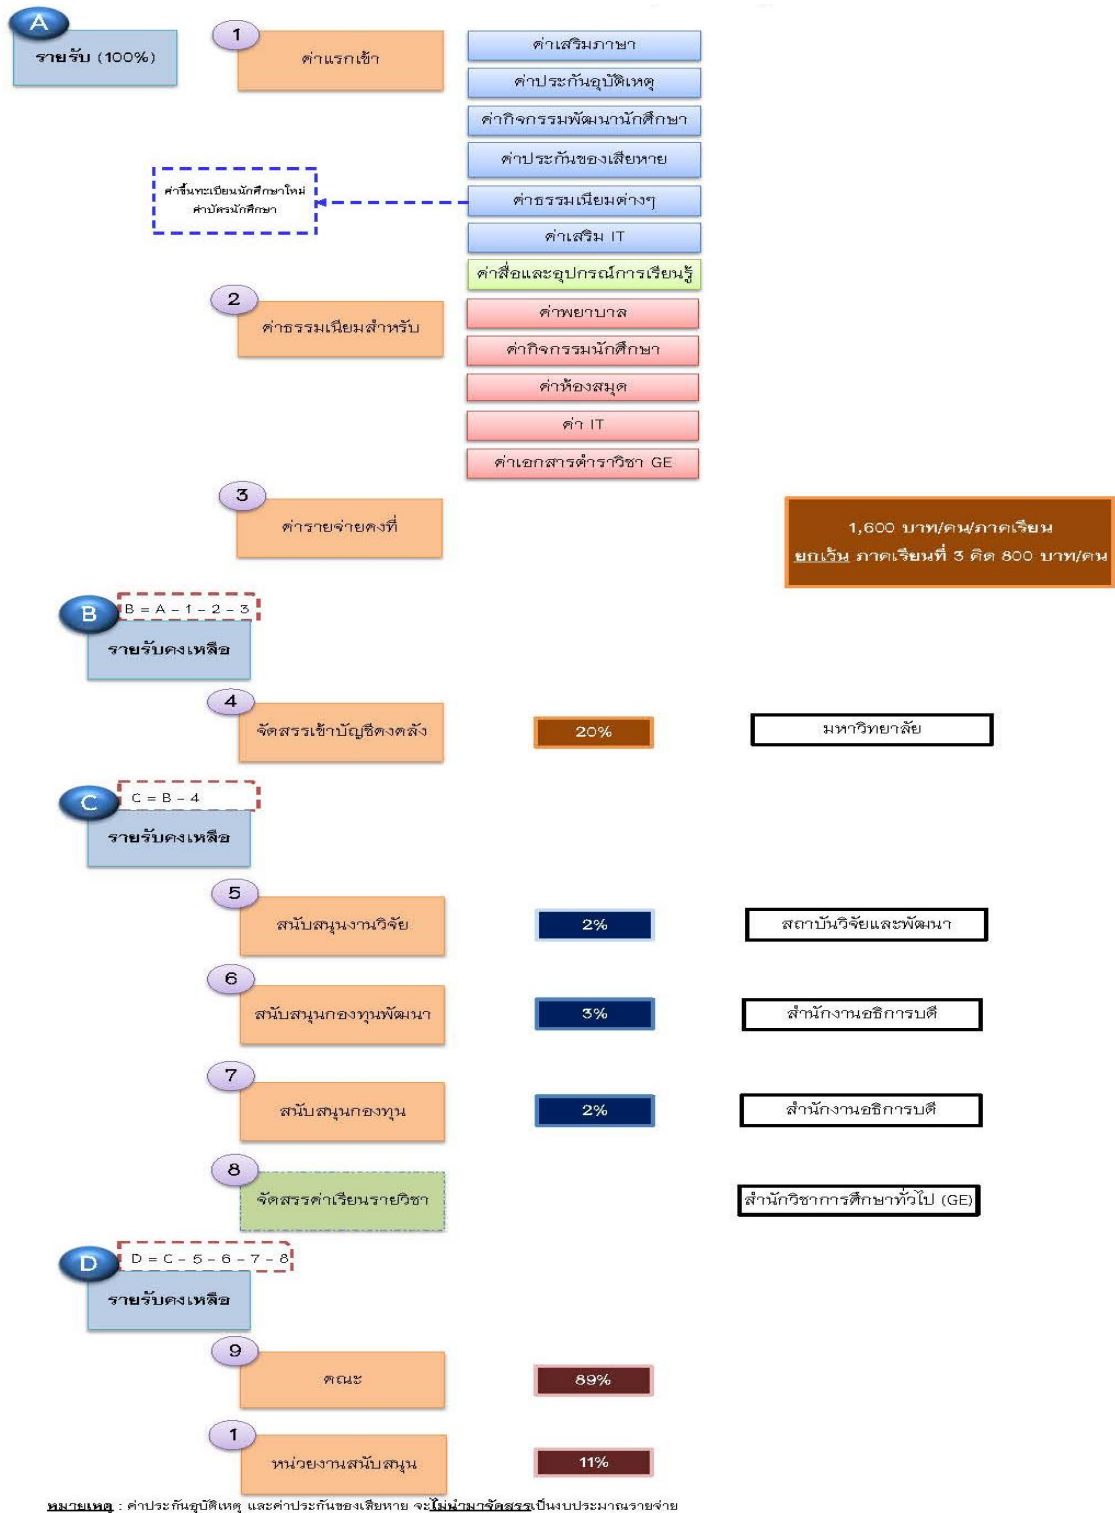 A
รายรับ (100%)
1
ค่าแรกเข้า
ค่าเสริมภาษา
ค่าประกันอุบัติเหตุ
ค่ากิจกรรมพัฒนานักศึกษา
ค่าประกันของเสียหาย
ค่าธรรมเนียมต่างๆ
ค่าขึ้นทะเบียนนักศึกษาใหม่
ค่าบัตรนักศึกษา
ค่าเสริม IT
ค่าสื่อและอุปกรณ์การเรียนรู้
2
ค่าธรรมเนียมสำหรับ
ค่าพยาบาล
ค่ากิจกรรมนักศึกษา
ค่าห้องสมุด
ค่า IT
ค่าเอกสารตำราวิชา GE
3
ค่ารายจ่ายคงที่
1,600 บาท/คน/ภาคเรียน
ยกเว้น ภาคเรียนที่ 3 คิด 800 บาท/คน
B
B = A - 1 - 2 - 3
รายรับคงเหลือ
4
จัดสรรเข้าบัญชีคงคลัง
20%
มหาวิทยาลัย
C
C = B - 4
รายรับคงเหลือ
5
สนับสนุนงานวิจัย
2%
สถาบันวิจัยและพัฒนา
6
สนับสนุนกองทุนพัฒนา
3%
สำนักงานอธิการบดี
7
สนับสนุนกองทุน
2%
สำนักงานอธิการบดี
8
จัดสรรค่าเรียนรายวิชา
สำนักวิชาการศึกษาทั่วไป (GE)
D
D = C - 5 - 6 - 7 - 8
รายรับคงเหลือ
9
คณะ
89%
1
หน่วยงานสนับสนุน
11%
หมายเหตุ : ค่าประกันอุบัติเหตุ และค่าประกันของเสียหาย จะไม่นำมาจัดสรรเป็นงบประมาณรายจ่าย